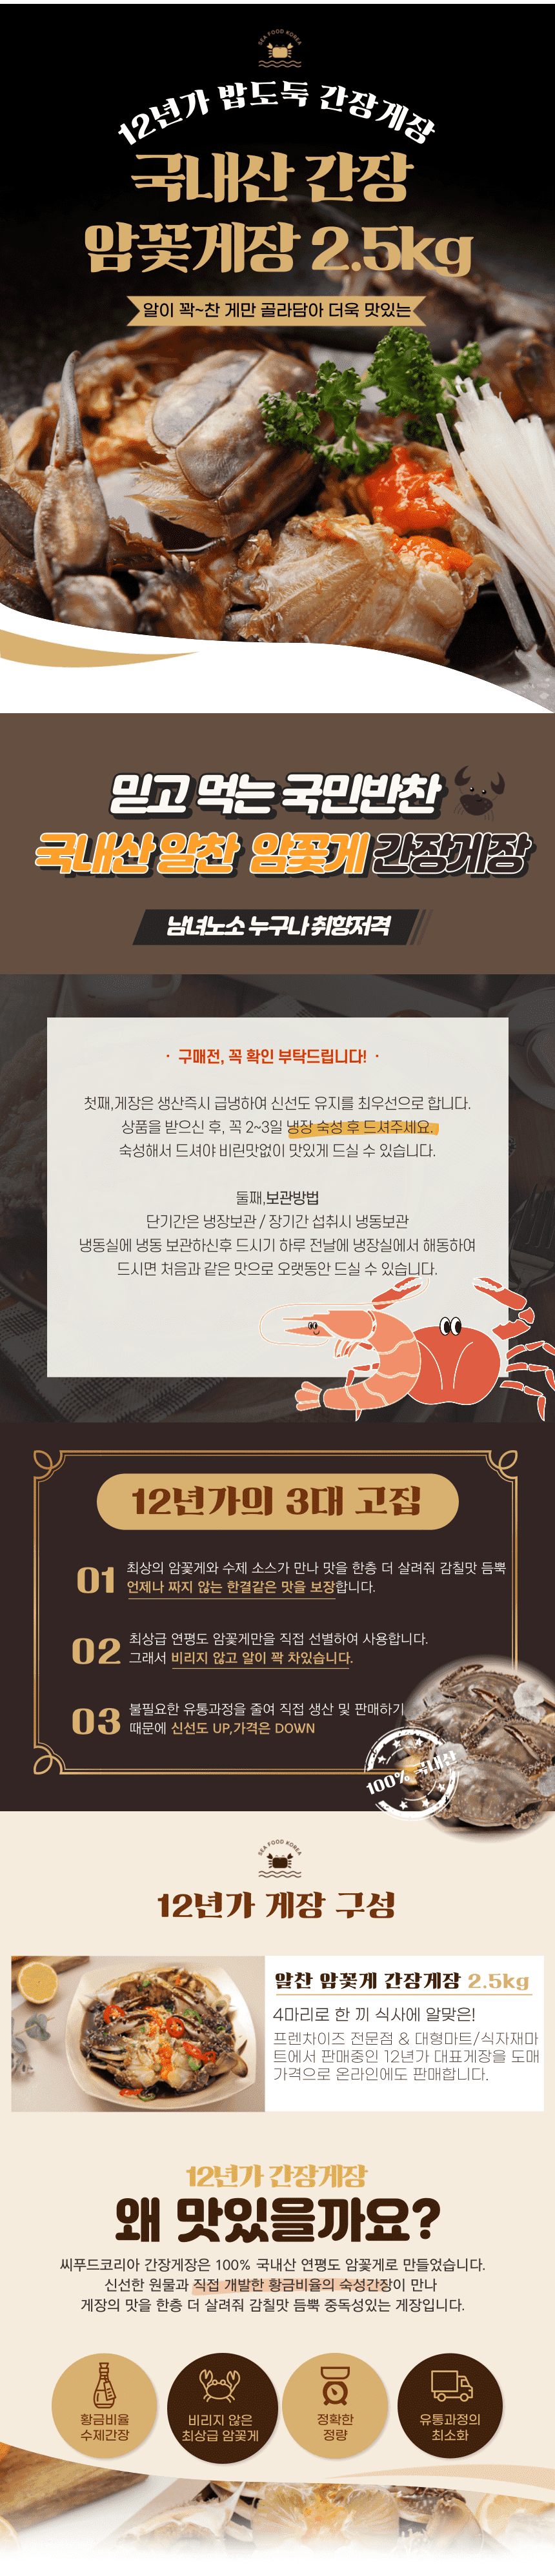 SEA FOOD KOREA
12년가 밥도둑 간장게장
국내산 간장
암꽃게장 2.5kg
알이 꽉~찬 게만 골라담아 더욱 맛있는
믿고 먹는 국민반찬
국내산 알찬 암꽃게 간장게장
남녀노소 누구나 취향저격
· 구매전, 꼭 확인 부탁드립니다! ·
첫째,게장은 생산즉시 급냉하여 신선도 유지를 최우선으로 합니다.
상품을 받으신 후, 꼭 2~3일 냉장 숙성 후 드셔주세요.
숙성해서 드셔야 비린맛없이 맛있게 드실 수 있습니다.
둘째,보관방법
단기간은 냉장보관 / 장기간 섭취시 냉동보관
냉동실에 냉동 보관하신후 드시기 하루 전날에 냉장실에서 해동하여
드시면 처음과 같은 맛으로 오랫동안 드실 수 있습니다.
12년가의 3대 고집
01 최상의 암꽃게와 수제 소스가 만나 맛을 한층 더 살려줘 감칠맛 듬뿍
언제나 짜지 않는 한결같은 맛을 보장합니다.
02 최상급 연평도 암꽃게만을 직접 선별하여 사용합니다.
그래서 비리지 않고 알이 꽉 차있습니다.
03 불필요한 유통과정을 줄여 직접 생산 및 판매하기
때문에 신선도 UP,가격은 DOWN
100% 국내산
SEA FOOD KOREA
12년가 게장 구성
알찬 암꽃게 간장게장 2.5kg
4마리로 한 끼 식사에 알맞은!
프렌차이즈 전문점 & 대형마트/식자재마
트에서 판매중인 12년가 대표게장을 도매
가격으로 온라인에도 판매합니다.
12년가 간장게장
왜 맛있을까요?
씨푸드코리아 간장게장은 100% 국내산 연평도 암꽃게로 만들었습니다.
신선한 원물과 직접 개발한 황금비율의 숙성간장이 만나
게장의 맛을 한층 더 살려줘 감칠맛 듬뿍 중독성있는 게장입니다.
황금비율
수제간장
비리지 않은
최상급 암꽃게
정확한
정량
유통과정의
최소화